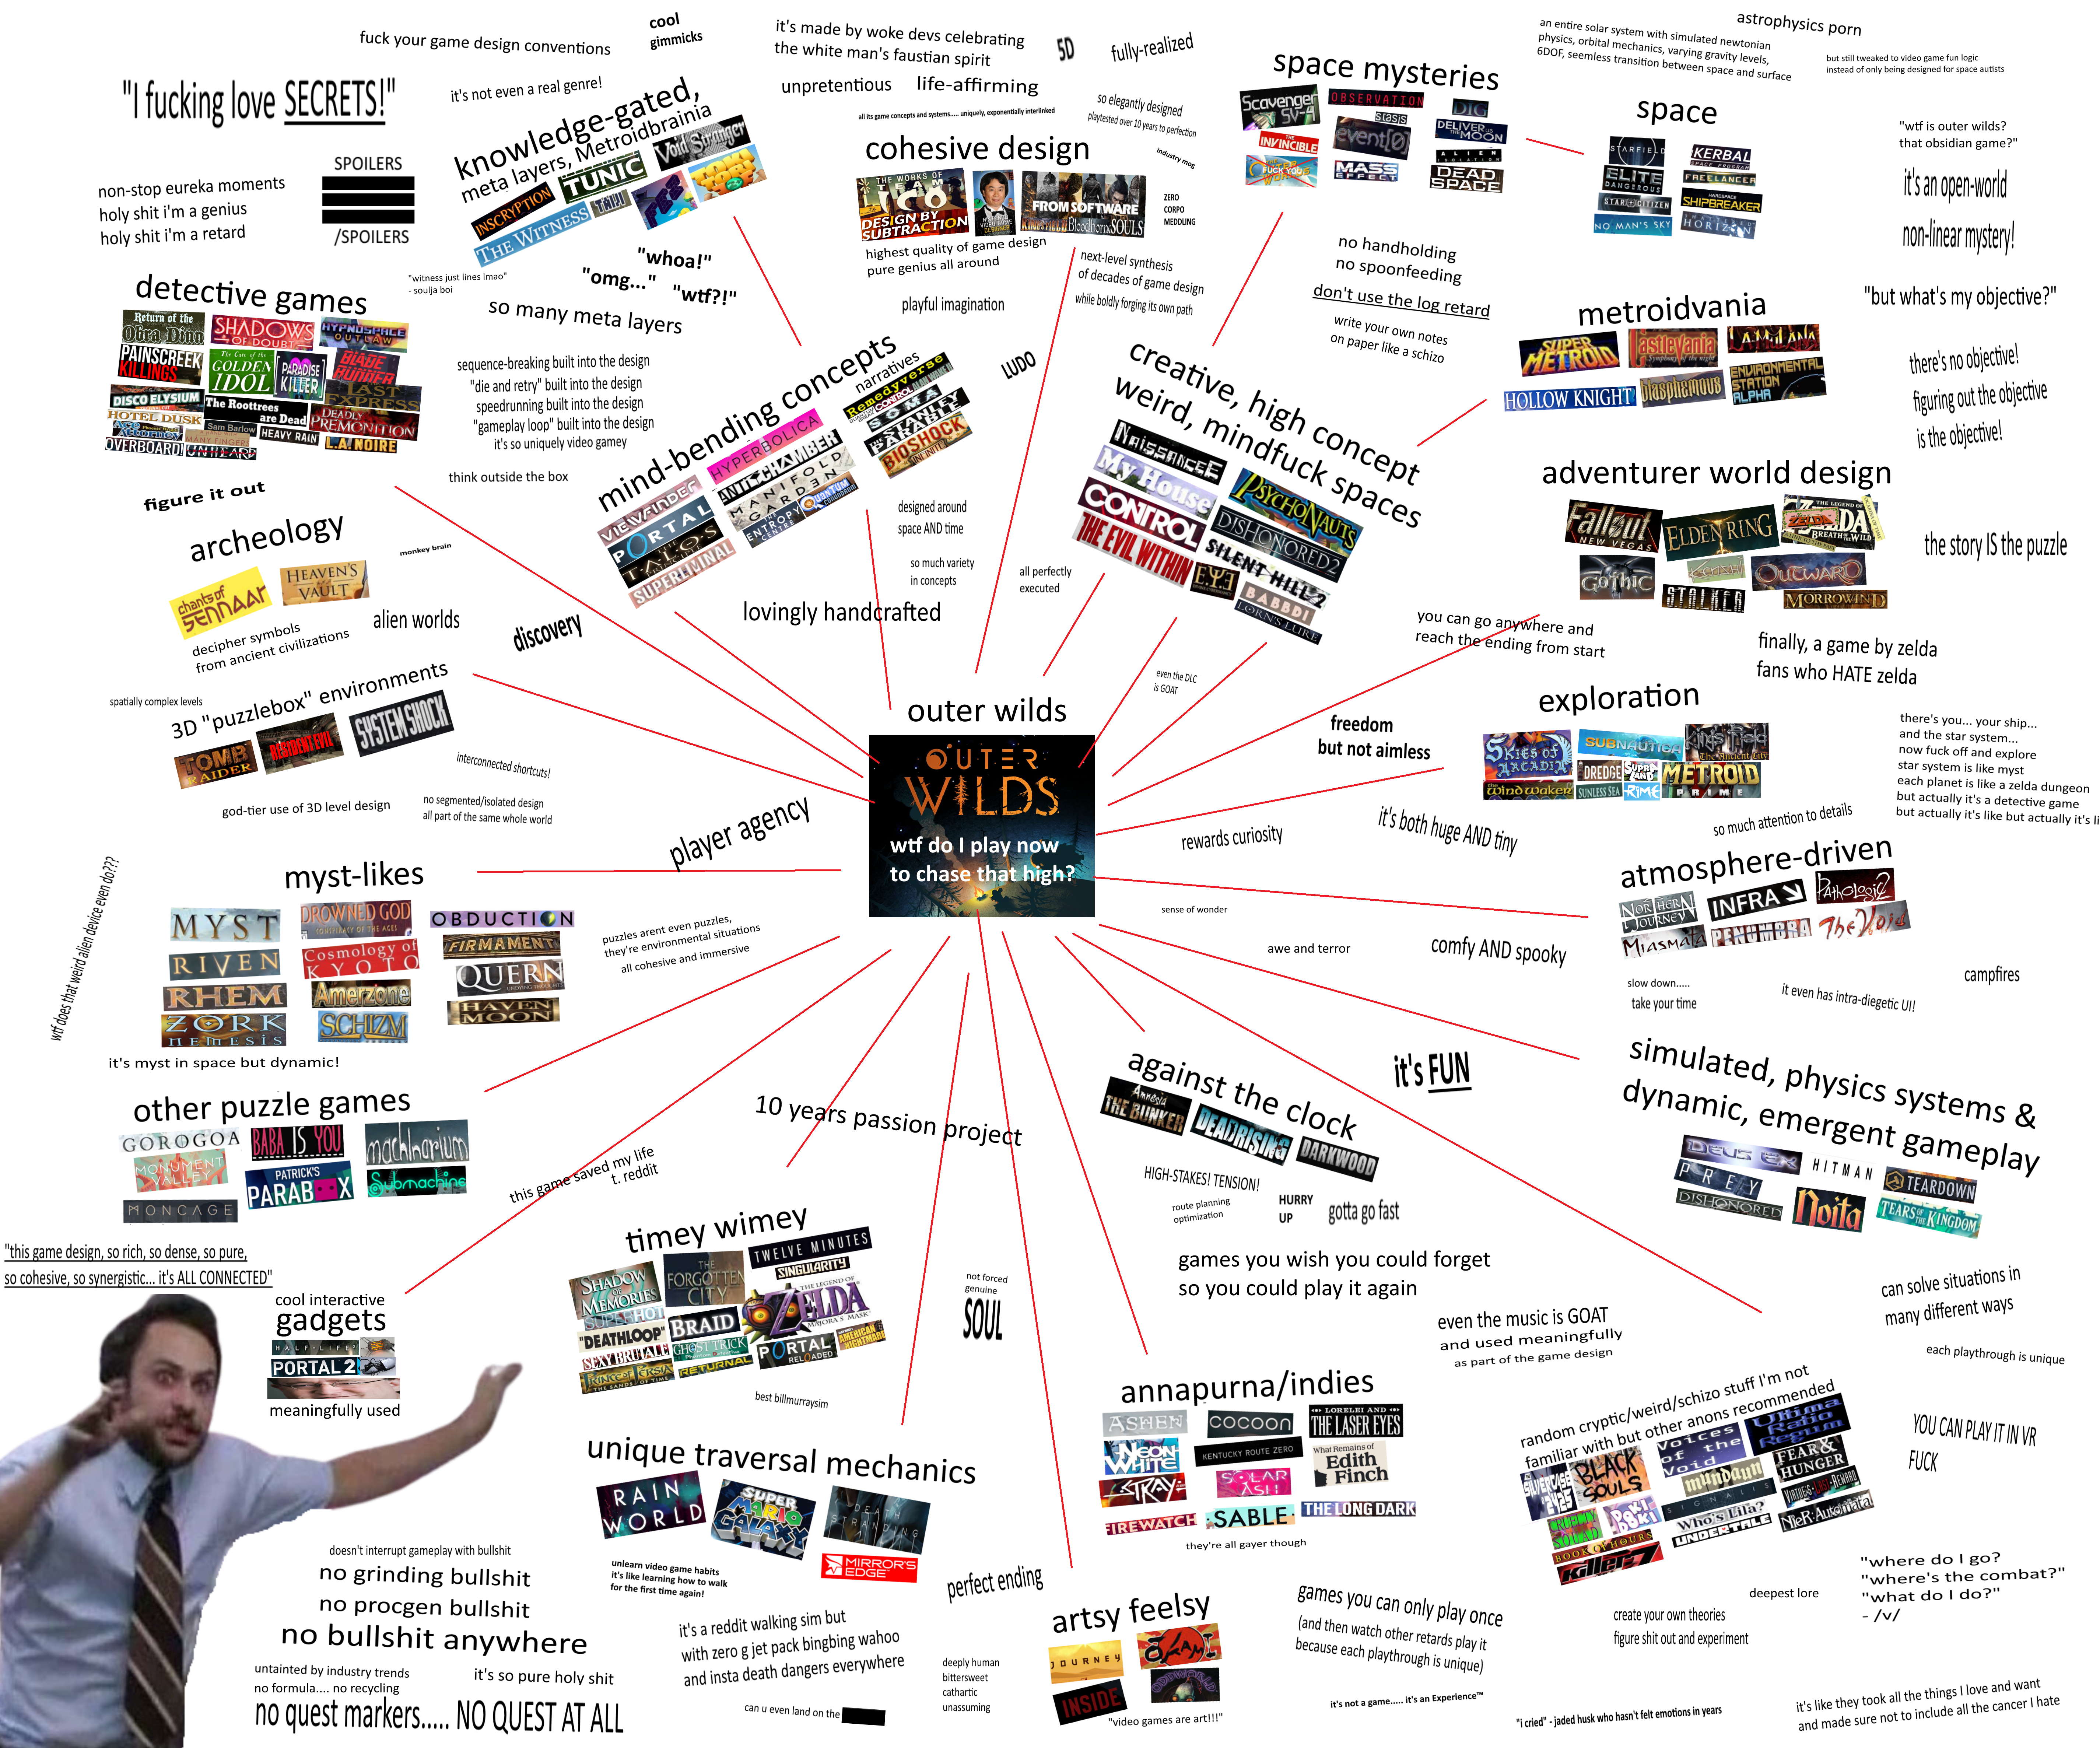 fuck your game design conventions
cool
gimmicks
it's made by woke devs celebrating
the white man's faustian spirit
5D
fully-realized
astrophysics porn
an entire solar system with simulated newtonian
physics, orbital mechanics, varying gravity levels,
6DOF, seemless transition between space and surface
but still tweaked to video game fun logic
instead of only being designed for space autists
"I fucking love SECRETS!"
non-stop eureka moments
holy shit i'm a genius
holy shit i'm a retard
SPOILERS
/SPOILERS
it's not even a real genre!
knowledge-gated,
meta layers, Metroidbrainia
INSCRYPTION
TUNIC
Void Stranger
THE WITNESS
FEZ
TOKI TORI 2+
"witness just lines lmao"
- soulja boi
"whoa!"
"omg..."
"wtf?!"
so many meta layers
unpretentious
life-affirming
all its game concepts and systems..... uniquely, exponentially interlinked
so elegantly designed
playtested over 10 years to perfection
industry mog
cohesive design
THE WORKS OF
TEAM
ICO
DESIGN BY
SUBTRACTION
FROM SOFTWARE
KINGSFIELD Bloodborne SOULS
ZERO
CORPO
MEDDLING
highest quality of game design
pure genius all around
playful imagination
next-level synthesis
of decades of game design
while boldly forging its own path
space mysteries
Scavenger
SV-4
OBSERVATION
stasis
DIG
DELIVER US
THE MOON
THE
INVINCIBLE
event[0]
ALIEN
ISOLATION
FUCK YOU
MASS
EFFECT
DEAD
SPACE
space
STARFIELD
KERBAL
SPACE PROGRAM
ELITE
DANGEROUS
FREELANCER
STAR CITIZEN
HARDSPACE
SHIPBREAKER
NO MAN'S SKY
HORIZON
"wtf is outer wilds?
that obsidian game?"
it's an open-world
non-linear mystery!
"but what's my objective?"
there's no objective!
figuring out the objective
is the objective!
no handholding
no spoonfeeding
don't use the log retard
write your own notes
on paper like a schizo
detective games
Return of the
Obra Dinn
SHADOWS
OF DOUBT
HYPNOSPACE
OUTLAW
PAINSCREEK
KILLINGS
The Case of the
GOLDEN
IDOL
PARADISE
KILLER
BLADE
RUNNER
LAST
EXPRESS
DISCO ELYSIUM
The Roottrees
are Dead
DEADLY
PREMONITION
HOTEL DUSK
Ace
Attorney
Sam Barlow
MANY FINGERS
HEAVY RAIN
L.A. NOIRE
OVERBOARD!
UNHEARD
figure it out
sequence-breaking built into the design
"die and retry" built into the design
speedrunning built into the design
"gameplay loop" built into the design
it's so uniquely video gamey
think outside the box
mind-bending concepts
narratives
VIEWFINDER
HYPERBOLICA
Remedyverse
CONTROL
PORTAL
ANTICHAMBER
SOMA
THE
STANLEY
PARABLE
THE
TALOS
PRINCIPLE
MANIFOLD
GARDEN
BIOSHOCK
INFINITE
SUPERLIMINAL
THE
ENTROPY
CENTRE
QUANTUM
CONUNDRUM
LUDO
designed around
space AND time
so much variety
in concepts
all perfectly
executed
lovingly handcrafted
creative, high concept
weird, mindfuck spaces
NAISSANCEE
My House
PSYCHONAUTS
CONTROL
DISHONORED 2
THE EVIL WITHIN
SILENT HILL 2
E.Y.E
BABBDI
LORN'S LURE
even the DLC
is GOAT
metroidvania
SUPER
METROID
Castlevania
Symphony of the night
LA-MULANA
HOLLOW KNIGHT
Blasphemous
ENVIRONMENTAL
STATION
ALPHA
adventurer world design
Fallout
NEW VEGAS
ELDEN RING
THE LEGEND OF
ZELDA
BREATH OF THE WILD
GOTHIC
Kenshi
OUTWARD
S.T.A.L.K.E.R
MORROWIND
the story IS the puzzle
you can go anywhere and
reach the ending from start
finally, a game by zelda
fans who HATE zelda
archeology
monkey brain
chants of
SENNAAR
HEAVEN'S
VAULT
decipher symbols
from ancient civilizations
alien worlds
discovery
spatially complex levels
3D "puzzlebox" environments
TOMB
RAIDER
RESIDENT EVIL
SYSTEM SHOCK
interconnected shortcuts!
god-tier use of 3D level design
no segmented/isolated design
all part of the same whole world
outer wilds
OUTER
WILDS
wtf do I play now
to chase that high?
player agency
freedom
but not aimless
exploration
SKIES OF
ARCADIA
SUBNAUTICA
King's Field
The Ancient City
DREDGE
SUPRA
LAND
METROID
PRIME
Wind Waker
SUNLESS SEA
RiME
there's you... your ship...
and the star system...
now fuck off and explore
star system is like myst
each planet is like a zelda dungeon
but actually it's a detective game
but actually it's like but actually it's li
rewards curiosity
it's both huge AND tiny
so much attention to details
atmosphere-driven
NORTHERN
JOURNEY
INFRA
PATHOLOGIC 2
MIASMATA
PENUMBRA
The Void
sense of wonder
awe and terror
comfy AND spooky
slow down.....
take your time
it even has intra-diegetic UI!
campfires
wtf does that weird alien device even do???
myst-likes
MYST
DROWNED GOD
CONSPIRACY OF THE AGES
OBDUCTION
RIVEN
Cosmology of
KYOTO
FIRMAMENT
RHEM
Amerzone
QUERN
UNDYING THOUGHTS
ZORK
NEMESIS
SCHIZM
HAVEN
MOON
it's myst in space but dynamic!
puzzles arent even puzzles,
they're environmental situations
all cohesive and immersive
other puzzle games
GOROGOA
BABA IS YOU
machinarium
MONUMENT
VALLEY
PATRICK'S
PARABOX
Submachine
MONCAGE
"this game design, so rich, so dense, so pure,
so cohesive, so synergistic... it's ALL CONNECTED"
cool interactive
gadgets
HALF-LIFE 2
PORTAL 2
meaningfully used
this game saved my life
t. reddit
10 years passion project
timey wimey
SHADOW
OF
MEMORIES
THE
FORGOTTEN
CITY
TWELVE MINUTES
SINGULARITY
SUPERHOT
THE LEGEND OF
ZELDA
MAJORA'S MASK
"DEATHLOOP"
BRAID
SEXY BRUTALE
GHOST TRICK
PORTAL
RELOADED
AMERICAN
NIGHTMARE
Prince of Persia
THE SANDS OF TIME
RETURNAL
best billmurraysim
not forced
genuine
SOUL
against the clock
Amnesia
THE BUNKER
DEADRISING
DARKWOOD
it's FUN
HIGH-STAKES! TENSION!
route planning
optimization
HURRY
UP
gotta go fast
games you wish you could forget
so you could play it again
simulated, physics systems &
dynamic, emergent gameplay
DEUS EX
HITMAN
TEARDOWN
PREY
DISHONORED
Noita
TEARS OF THE KINGDOM
can solve situations in
many different ways
each playthrough is unique
even the music is GOAT
and used meaningfully
as part of the game design
unique traversal mechanics
RAIN
WORLD
SUPER
MARIO
GALAXY
DEATH
STRANDING
MIRROR'S
EDGE
unlearn video game habits
it's like learning how to walk
for the first time again!
annapurna/indies
ASHEN
COCOON
LORELEI AND
THE LASER EYES
NEON
WHITE
KENTUCKY ROUTE ZERO
What Remains of
Edith
Finch
STRAY
SOLAR
ASH
FIREWATCH
SABLE
THE LONG DARK
they're all gayer though
random cryptic/weird/schizo stuff I'm not
familiar with but other anons recommended
SILVER CASE
BLACK
SOULS
Voices
of the
Void
Ultima
Ratio
Regum
mundaun
FEAR &
HUNGER
CRUELTY
SQUAD
SIGNALIS
BOOK OF HOURS
Who's Lila?
UNDERTALE
NieR:Automata
killer7
YOU CAN PLAY IT IN VR
FUCK
"where do I go?
"where's the combat?"
"what do I do?"
- /v/
deepest lore
create your own theories
figure shit out and experiment
doesn't interrupt gameplay with bullshit
no grinding bullshit
no procgen bullshit
no bullshit anywhere
untainted by industry trends
no formula.... no recycling
it's so pure holy shit
no quest markers..... NO QUEST AT ALL
it's a reddit walking sim but
with zero g jet pack bingbing wahoo
and insta death dangers everywhere
can u even land on the
perfect ending
deeply human
bittersweet
cathartic
unassuming
artsy feelsy
JOURNEY
OKAMI
INSIDE
ODDWORLD
"video games are art!!!"
games you can only play once
(and then watch other retards play it
because each playthrough is unique)
it's not a game..... it's an Experience™
"i cried" - jaded husk who hasn't felt emotions in years
it's like they took all the things I love and want
and made sure not to include all the cancer I hate